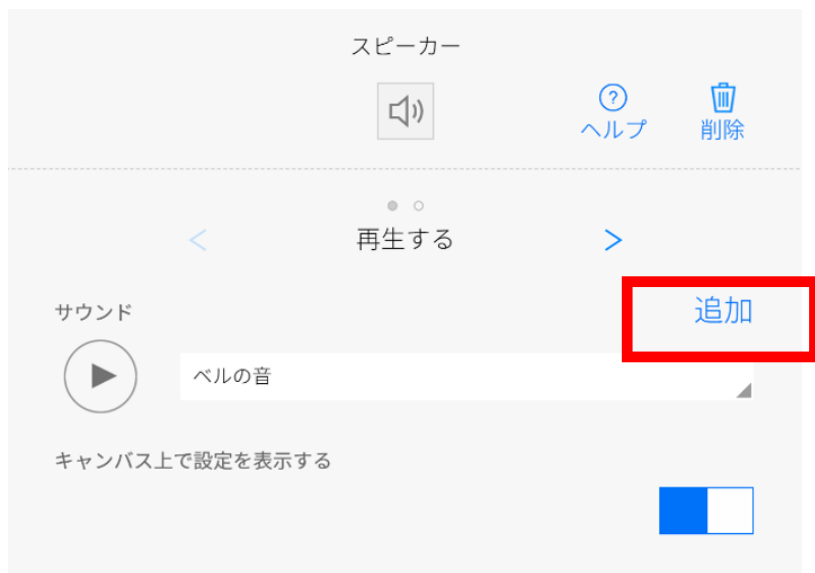 スピーカー
ヘルプ
削除
再生する
サウンド
追加
ベルの音
キャンバス上で設定を表示する